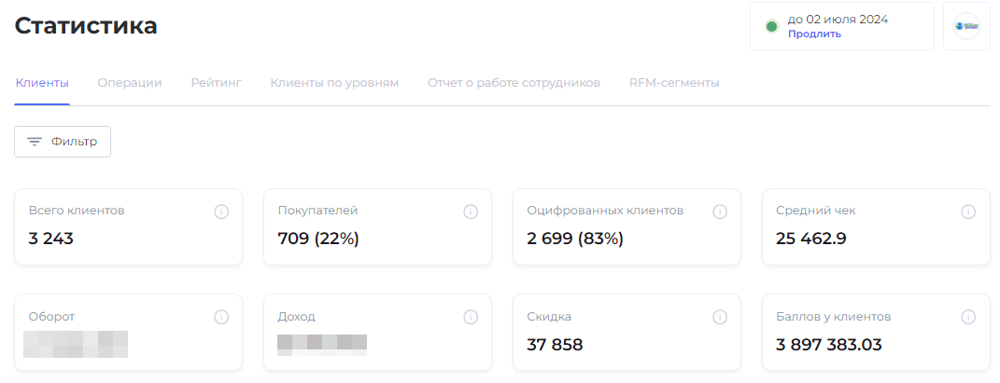 Статистика
до 02 июля 2024
Продлить
Клиенты Операции Рейтинг Клиенты по уровням Отчет о работе сотрудников RFM-сегменты
Фильтр
Всего клиентов Покупателей Оцифрованных клиентов Средний чек
3 243 709 (22%) 2 699 (83%) 25 462.9
Оборот Доход Скидка Баллов у клиентов
37 858 3 897 383.03